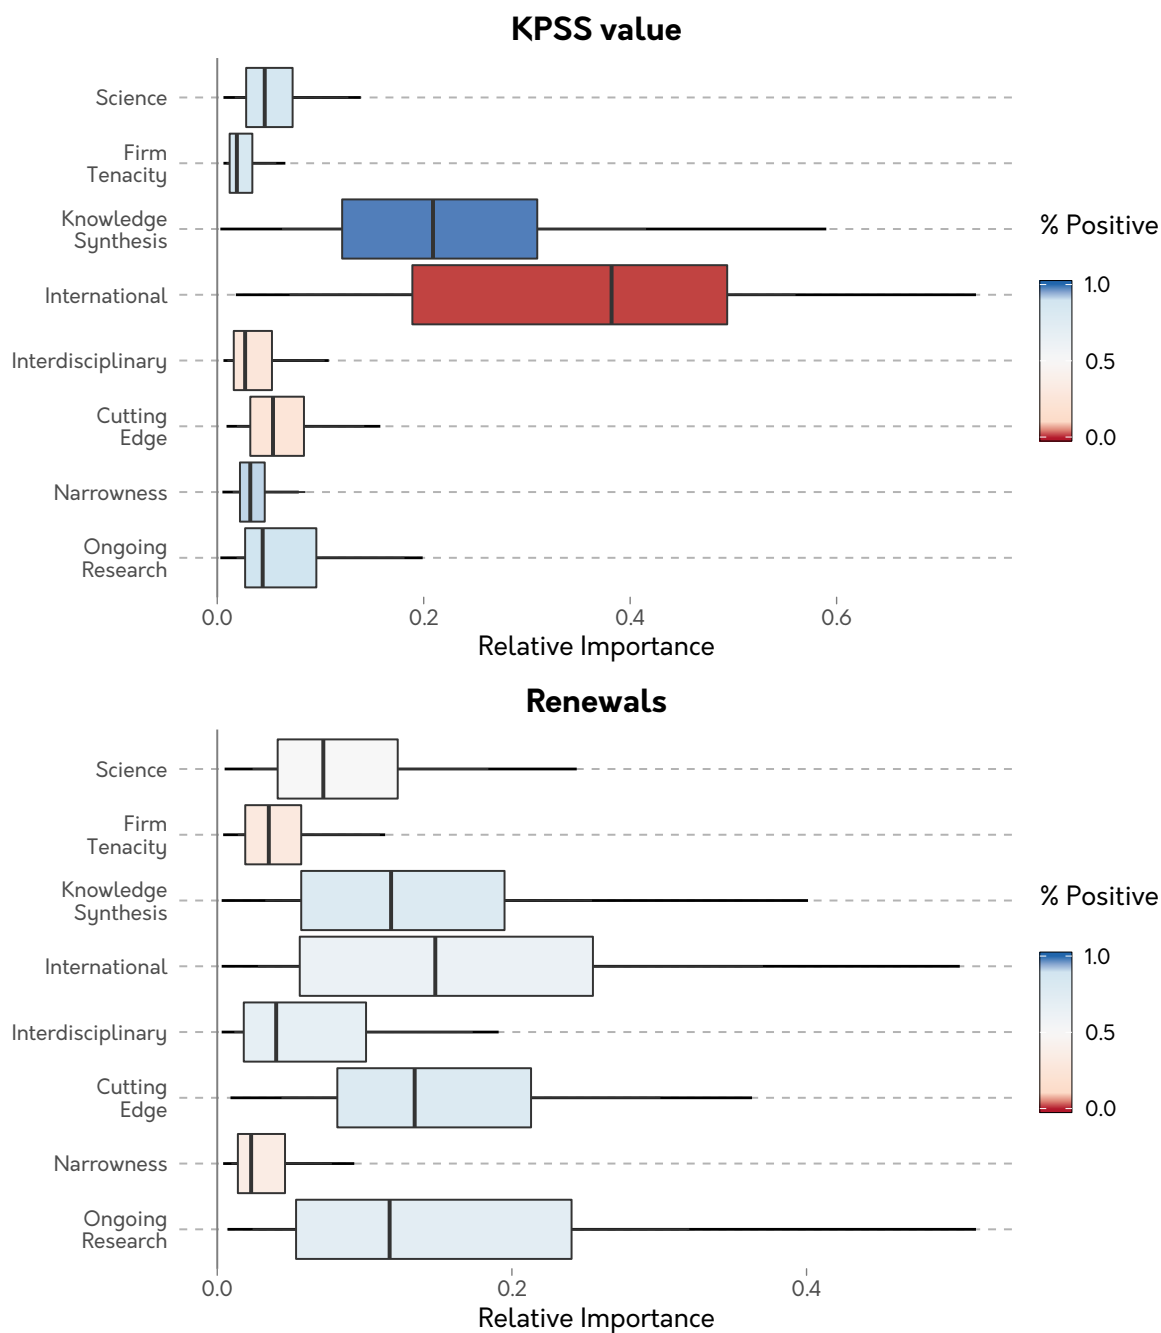 KPSS value
Science
Firm
Tenacity
Knowledge
Synthesis
International
Interdisciplinary
Cutting
Edge
Narrowness
Ongoing
Research
0.0 0.2 0.4 0.6
Relative Importance
% Positive
1.0
0.5
0.0
Renewals
Science
Firm
Tenacity
Knowledge
Synthesis
International
Interdisciplinary
Cutting
Edge
Narrowness
Ongoing
Research
0.0 0.2 0.4
Relative Importance
% Positive
1.0
0.5
0.0